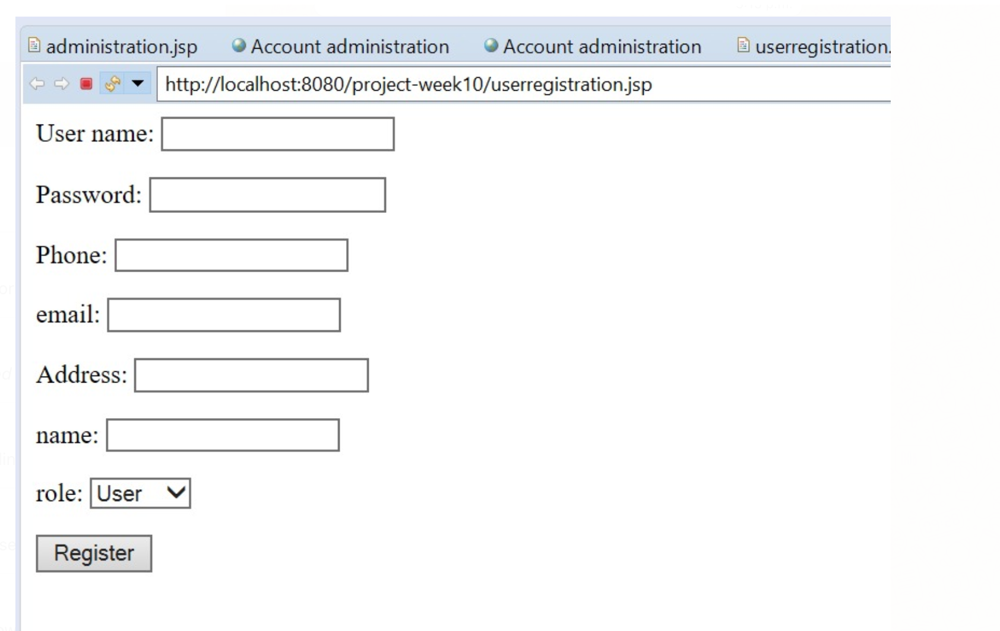 administration.jsp Account administration Account administration userregistration.
http://localhost:8080/project-week10/userregistration.jsp
User name:
Password:
Phone:
email:
Address:
name:
role: User
Register